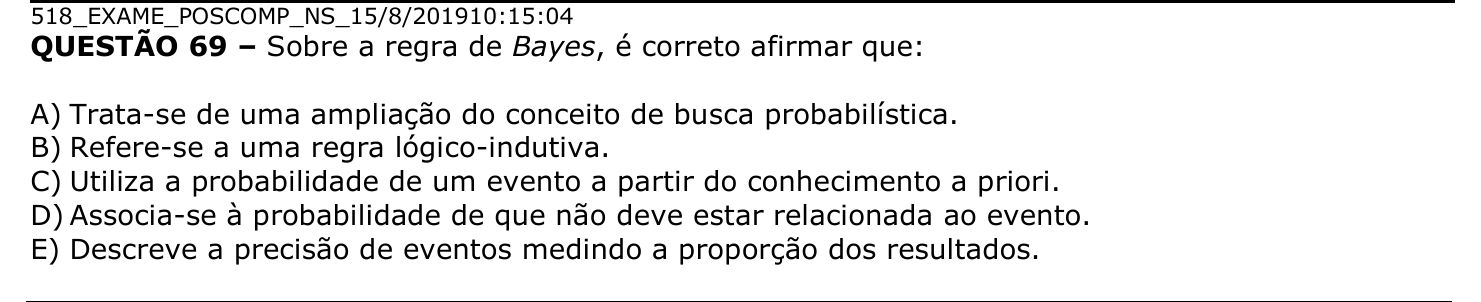 518_EXAME_POSCOMP_NS_15/8/201910:15:04
QUESTÃO 69 – Sobre a regra de Bayes, é correto afirmar que:
A) Trata-se de uma ampliação do conceito de busca probabilística.
B) Refere-se a uma regra lógico-indutiva.
C) Utiliza a probabilidade de um evento a partir do conhecimento a priori.
D) Associa-se à probabilidade de que não deve estar relacionada ao evento.
E) Descreve a precisão de eventos medindo a proporção dos resultados.